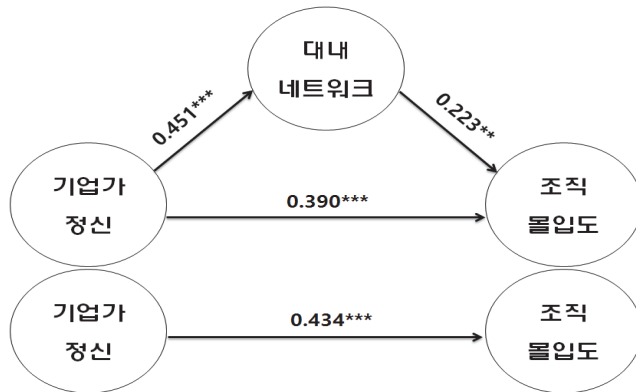 대내
네트워크
0.451***
0.223**
기업가
정신
0.390***
조직
몰입도
기업가
정신
0.434***
조직
몰입도